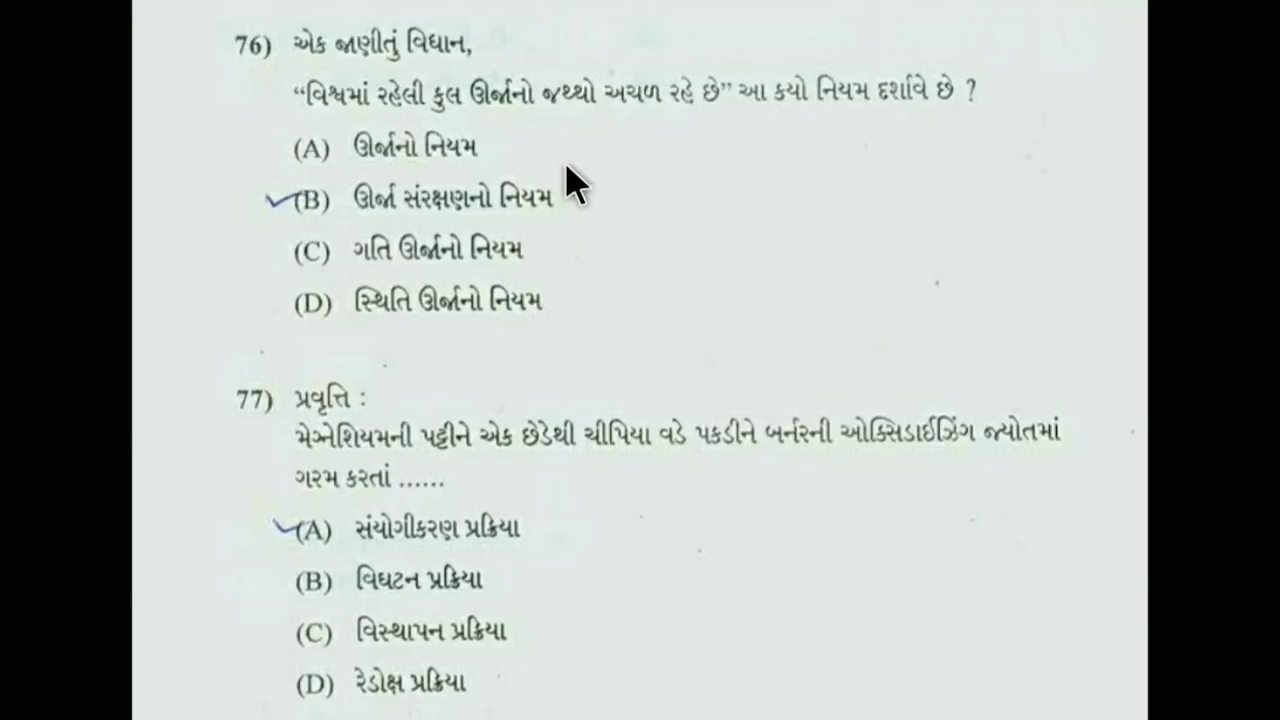 76) એક જાણીતું વિધાન,
“વિશ્વમાં રહેલી કુલ ઊર્જાનો જથ્થો અચળ રહે છે” આ કયો નિયમ દર્શાવે છે ?
(A) ઊર્જાનો નિયમ
(B) ઊર્જા સંરક્ષણનો નિયમ
(C) ગતિ ઊર્જાનો નિયમ
(D) સ્થિતિ ઊર્જાનો નિયમ
77) પ્રવૃત્તિ :
મેગ્નેશિયમની પટ્ટીને એક છેડેથી ચીપિયા વડે પકડીને બર્નરની ઓક્સિડાઈઝિંગ જ્યોતમાં
ગરમ કરતાં ......
(A) સંયોગીકરણ પ્રક્રિયા
(B) વિઘટન પ્રક્રિયા
(C) વિસ્થાપન પ્રક્રિયા
(D) રેડોક્ષ પ્રક્રિયા